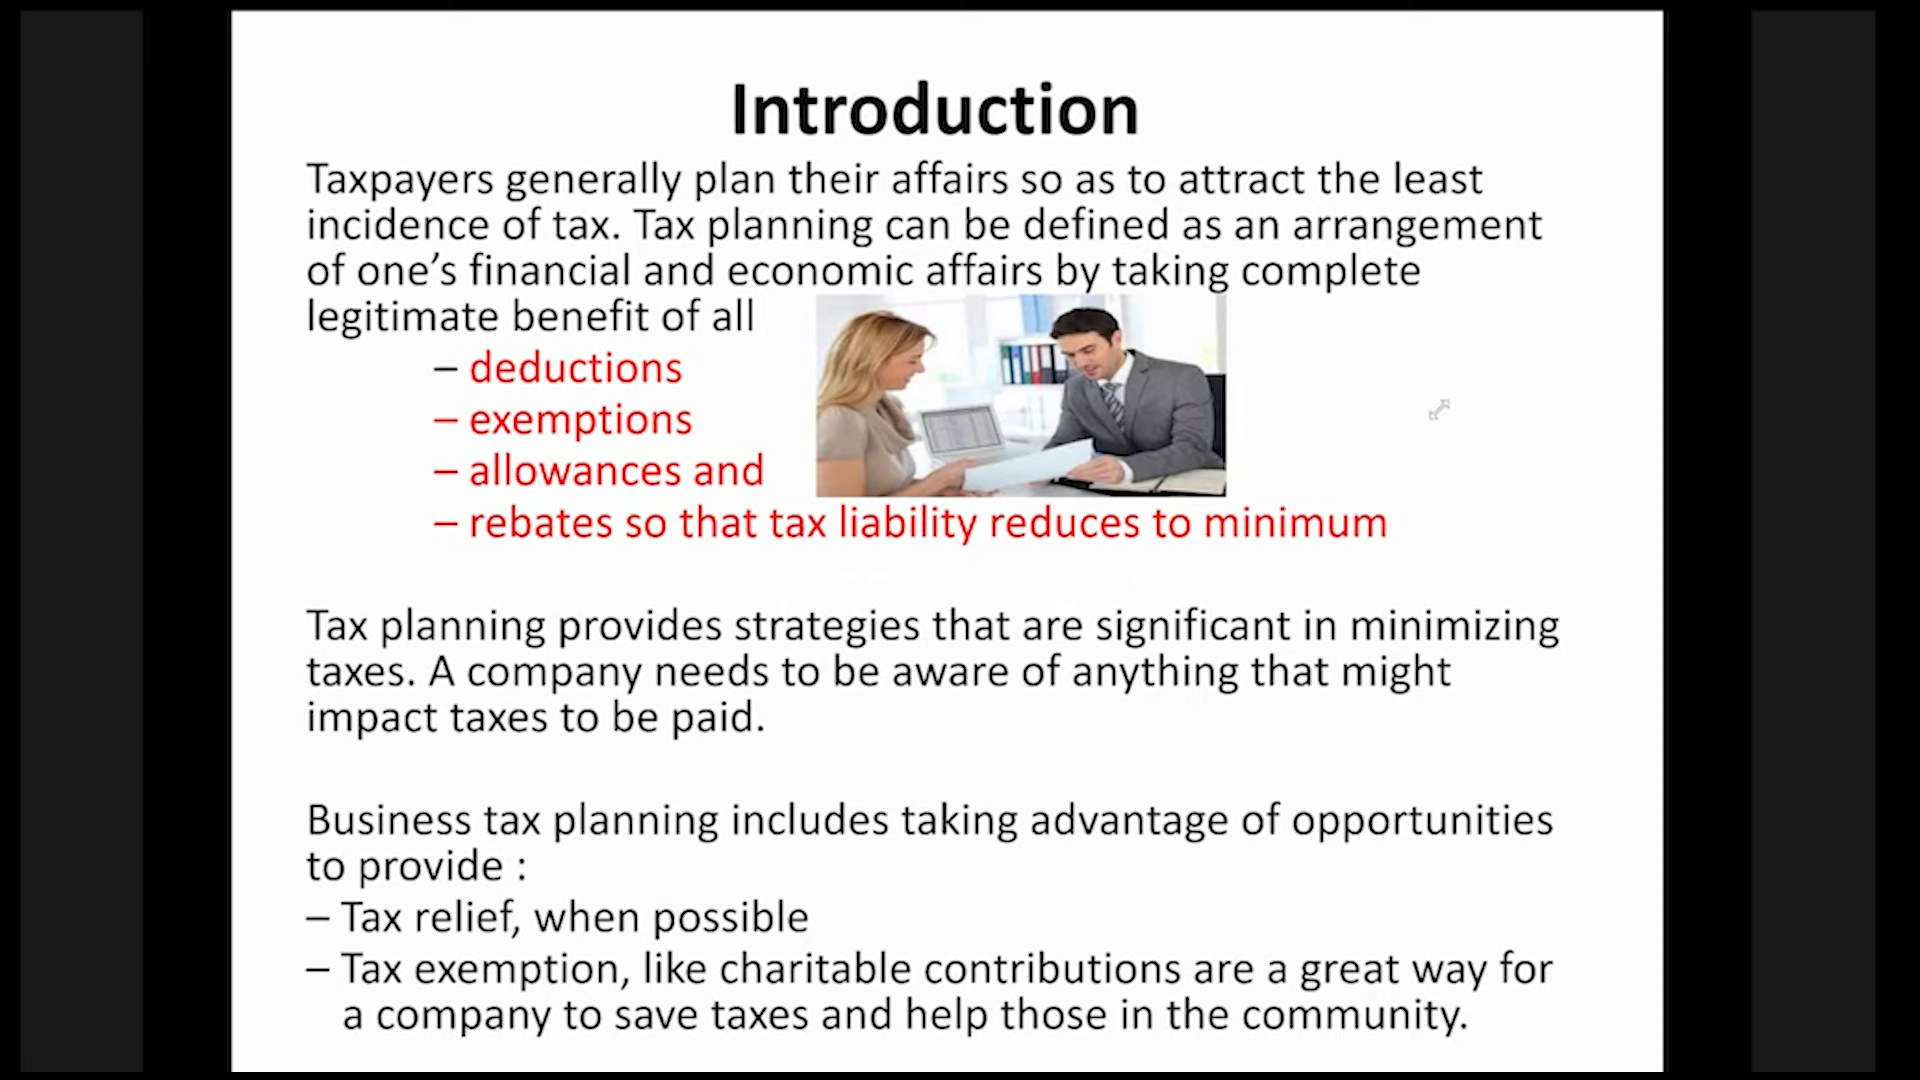 Introduction
Taxpayers generally plan their affairs so as to attract the least
incidence of tax. Tax planning can be defined as an arrangement
of one’s financial and economic affairs by taking complete
legitimate benefit of all
– deductions
– exemptions
– allowances and
– rebates so that tax liability reduces to minimum
Tax planning provides strategies that are significant in minimizing
taxes. A company needs to be aware of anything that might
impact taxes to be paid.
Business tax planning includes taking advantage of opportunities
to provide :
– Tax relief, when possible
– Tax exemption, like charitable contributions are a great way for
a company to save taxes and help those in the community.